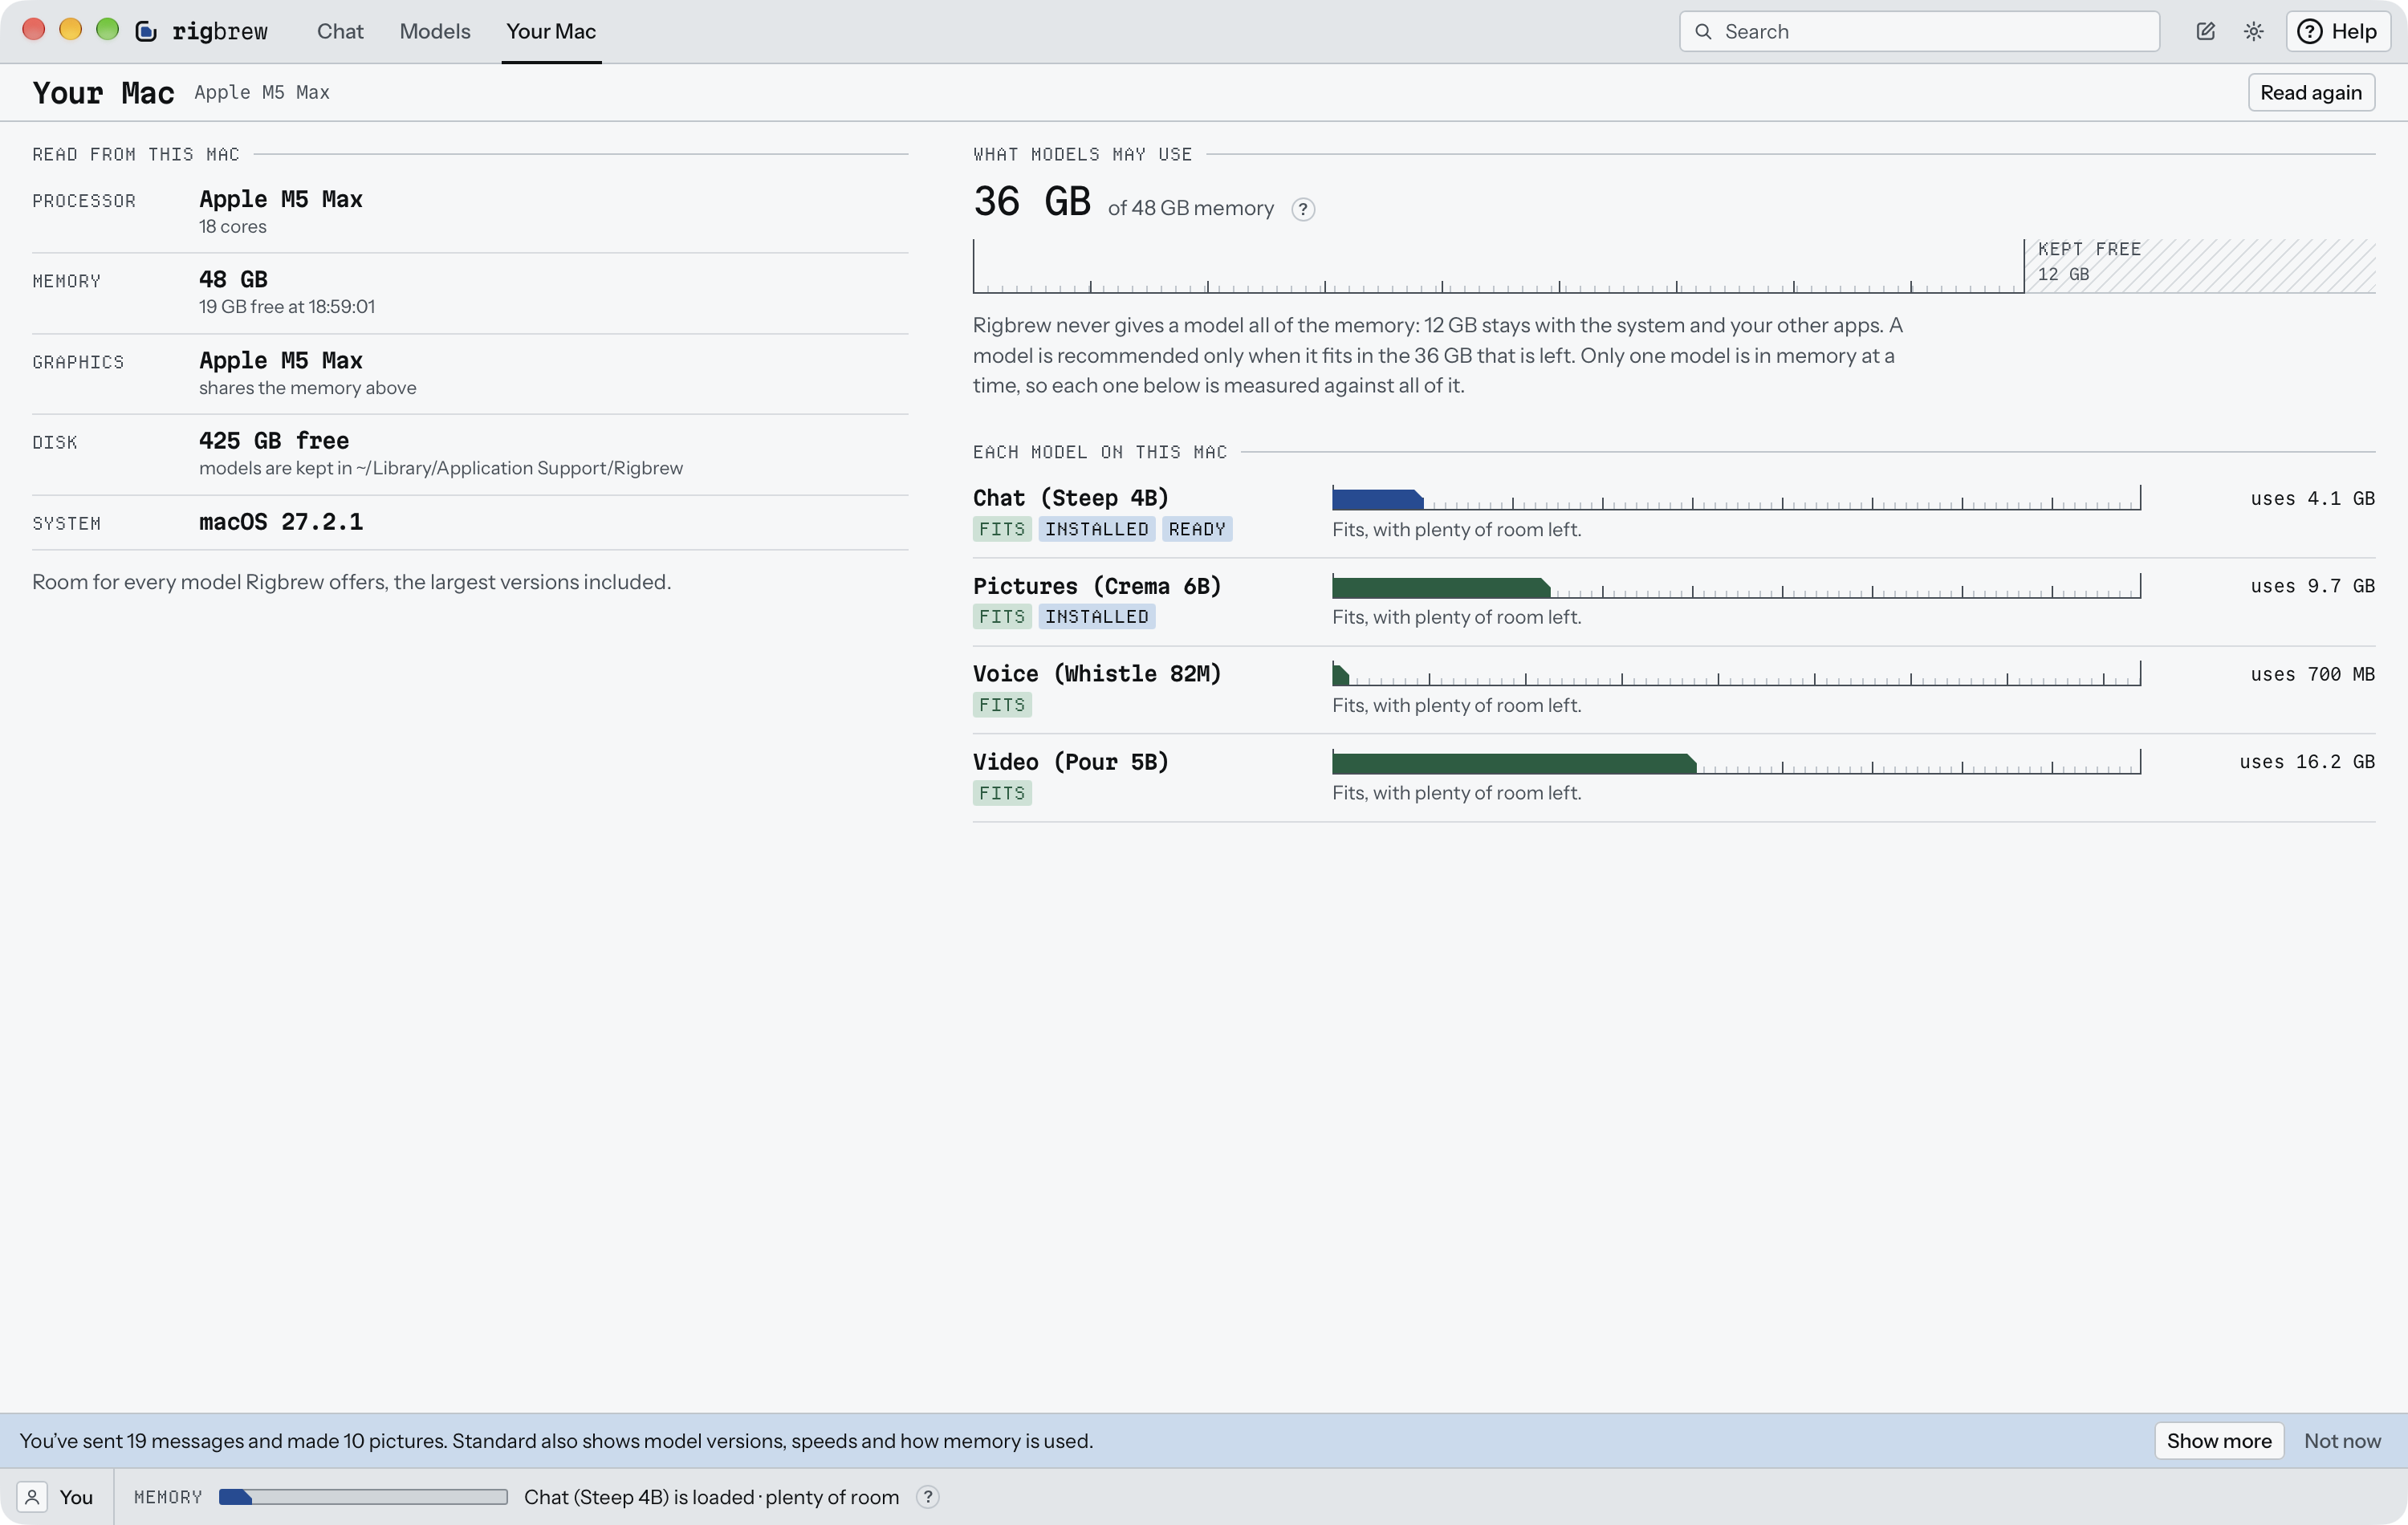 rigbrew
Chat
Models
Your Mac
Search
Help
Your Mac
Apple M5 Max
Read again
READ FROM THIS MAC
PROCESSOR
Apple M5 Max
18 cores
MEMORY
48 GB
19 GB free at 18:59:01
GRAPHICS
Apple M5 Max
shares the memory above
DISK
425 GB free
models are kept in ~/Library/Application Support/Rigbrew
SYSTEM
macOS 27.2.1
Room for every model Rigbrew offers, the largest versions included.
WHAT MODELS MAY USE
36 GB of 48 GB memory ?
KEPT FREE
12 GB
Rigbrew never gives a model all of the memory: 12 GB stays with the system and your other apps. A
model is recommended only when it fits in the 36 GB that is left. Only one model is in memory at a
time, so each one below is measured against all of it.
EACH MODEL ON THIS MAC
Chat (Steep 4B)
uses 4.1 GB
FITS INSTALLED READY
Fits, with plenty of room left.
Pictures (Crema 6B)
uses 9.7 GB
FITS INSTALLED
Fits, with plenty of room left.
Voice (Whistle 82M)
uses 700 MB
FITS
Fits, with plenty of room left.
Video (Pour 5B)
uses 16.2 GB
FITS
Fits, with plenty of room left.
You've sent 19 messages and made 10 pictures. Standard also shows model versions, speeds and how memory is used.
Show more
Not now
You
MEMORY
Chat (Steep 4B) is loaded · plenty of room ?